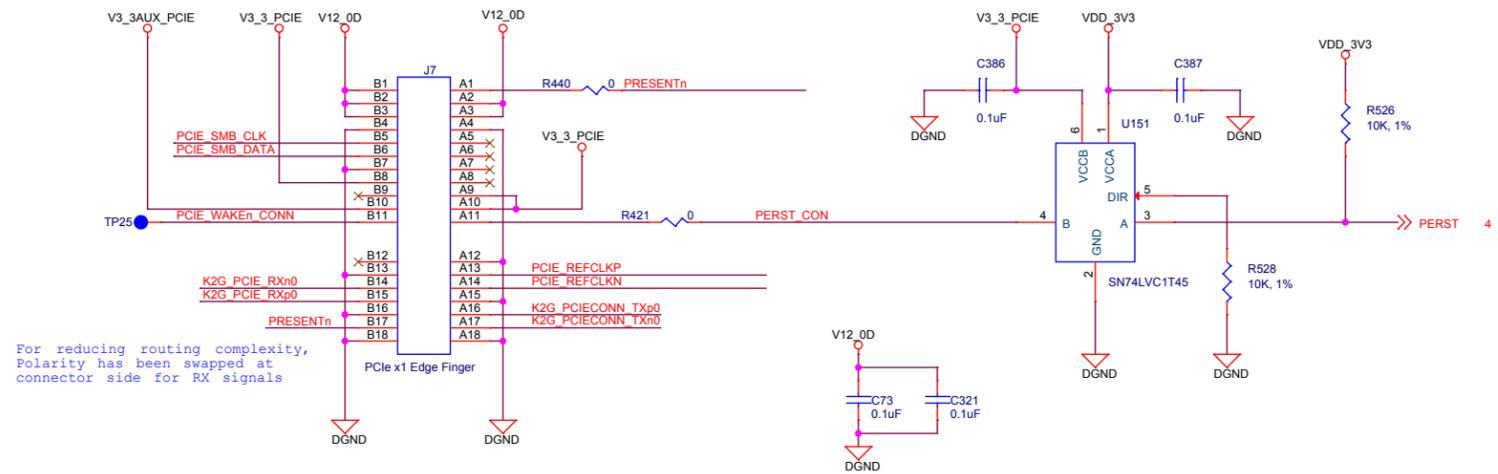 V3_3AUX_PCIE
V3_3_PCIE
V12_0D
V12_0D
J7
B1
B2
B3
B4
B5
B6
B7
B8
B9
B10
B11
B12
B13
B14
B15
B16
B17
B18
A1
A2
A3
A4
A5
A6
A7
A8
A9
A10
A11
A12
A13
A14
A15
A16
A17
A18
PCIE_SMB_CLK
PCIE_SMB_DATA
TP25
PCIE_WAKEn_CONN
K2G_PCIE_RXn0
K2G_PCIE_RXp0
PRESENTn
PCIe x1 Edge Finger
DGND
DGND
For reducing routing complexity,
Polarity has been swapped at
connector side for RX signals
R440 0 PRESENTn
V3_3_PCIE
R421 0 PERST_CON
PCIE_REFCLKP
PCIE_REFCLKN
K2G_PCIECONN_TXp0
K2G_PCIECONN_TXn0
V12_0D
C73
0.1uF
C321
0.1uF
DGND
V3_3_PCIE
VDD_3V3
C386
0.1uF
DGND
C387
0.1uF
DGND
U151
6
1
VCCB
VCCA
DIR
5
4
B
A
3
GND
2
SN74LVC1T45
DGND
R528
10K, 1%
DGND
VDD_3V3
R526
10K, 1%
PERST 4